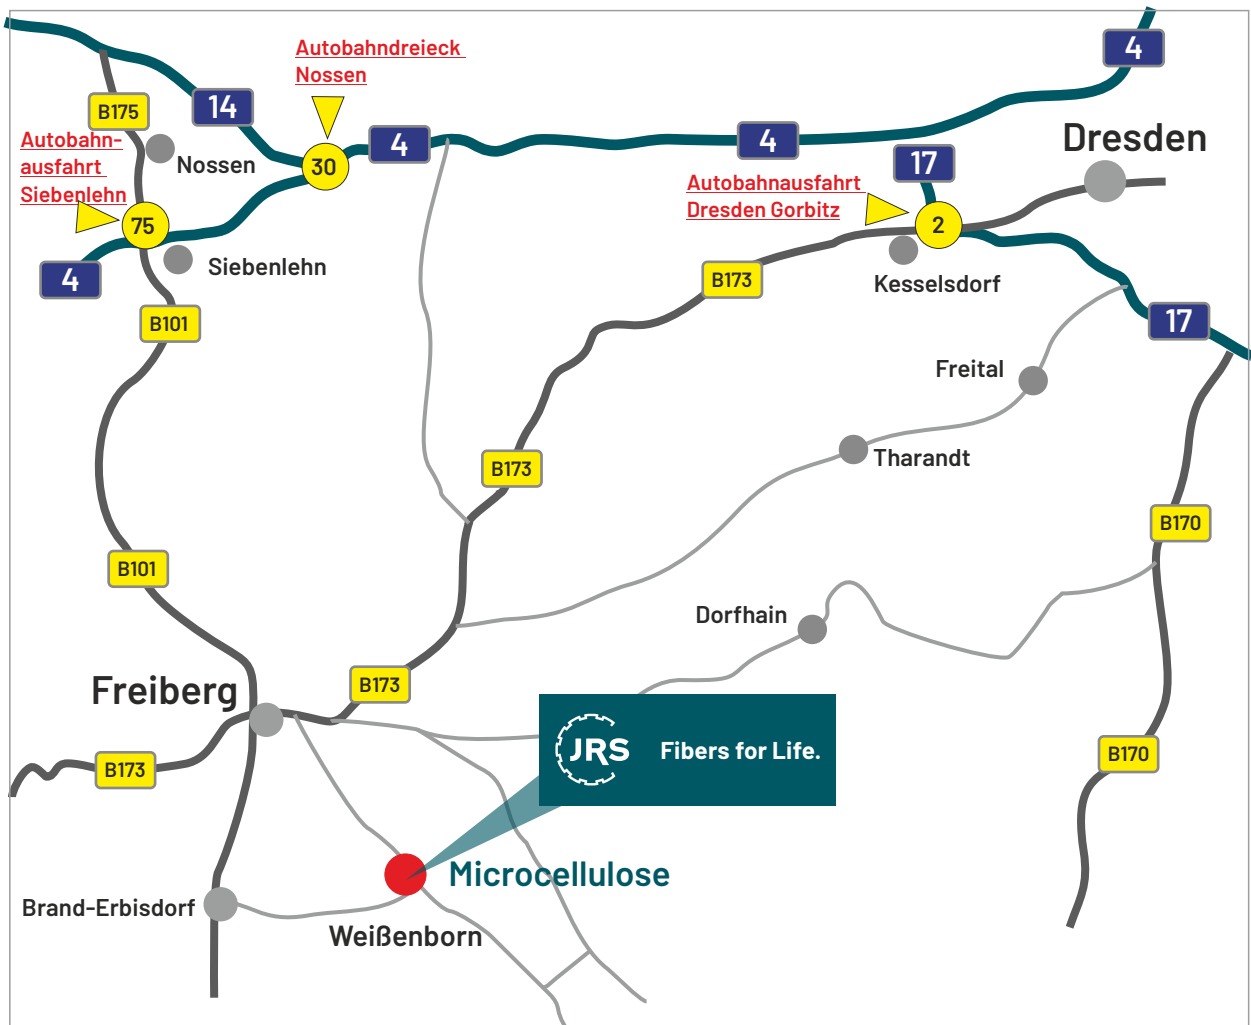 4
Autobahndreieck
Nossen
14
B175
4
4
Dresden
Autobahn-
ausfahrt
Siebenlehn
Nossen
30
17
Autobahnausfahrt
Dresden Gorbitz
75
2
Siebenlehn
4
B173
Kesselsdorf
B101
17
Freital
B173
Tharandt
B170
B101
Dorfhain
Freiberg
B173
JRS
Fibers for Life.
B173
B170
Microcellulose
Brand-Erbisdorf
Weißenborn